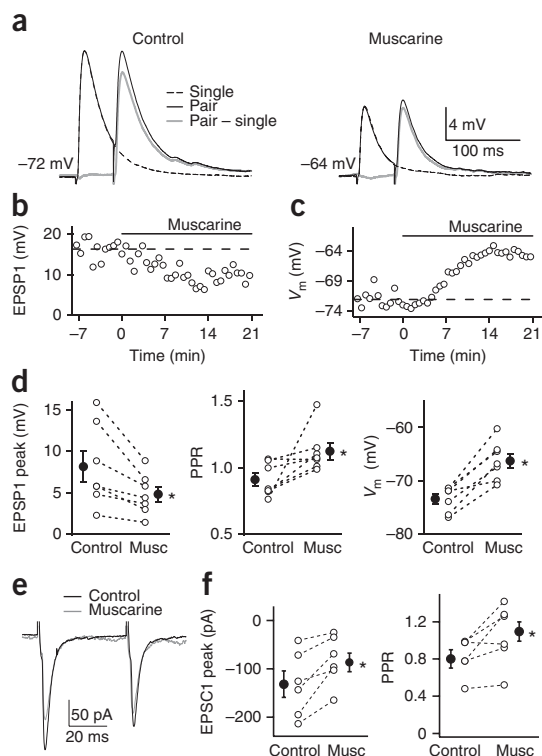 a
Control
Muscarine
Single
Pair
Pair – single
–72 mV
–64 mV
4 mV
100 ms
b
Muscarine
EPSP1 (mV)
20
10
0
–7 0 7 14 21
Time (min)
c
Muscarine
Vm (mV)
–64
–69
–74
–7 0 7 14 21
Time (min)
d
EPSP1 peak (mV)
15
10
5
0
*
Control Musc
PPR
1.5
1.0
0.5
*
Control Musc
Vm (mV)
–60
–70
–80
*
Control Musc
e
Control
Muscarine
50 pA
20 ms
f
EPSC1 peak (pA)
0
–100
–200
*
Control Musc
PPR
1.2
0.6
0
*
Control Musc